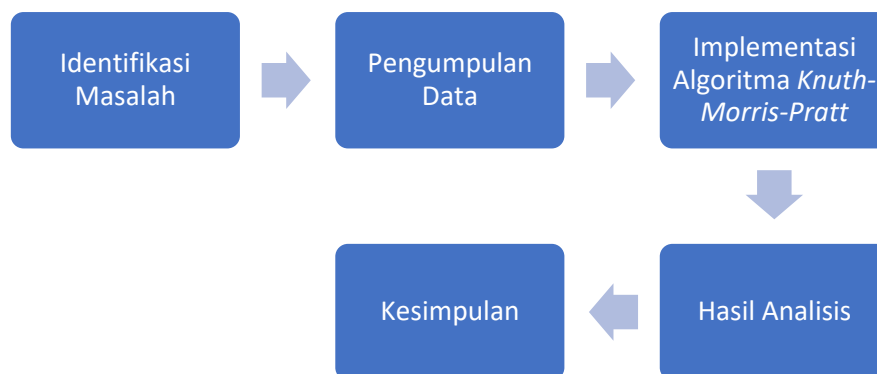 Identifikasi
Masalah
Pengumpulan
Data
Implementasi
Algoritma Knuth-
Morris-Pratt
Hasil Analisis
Kesimpulan